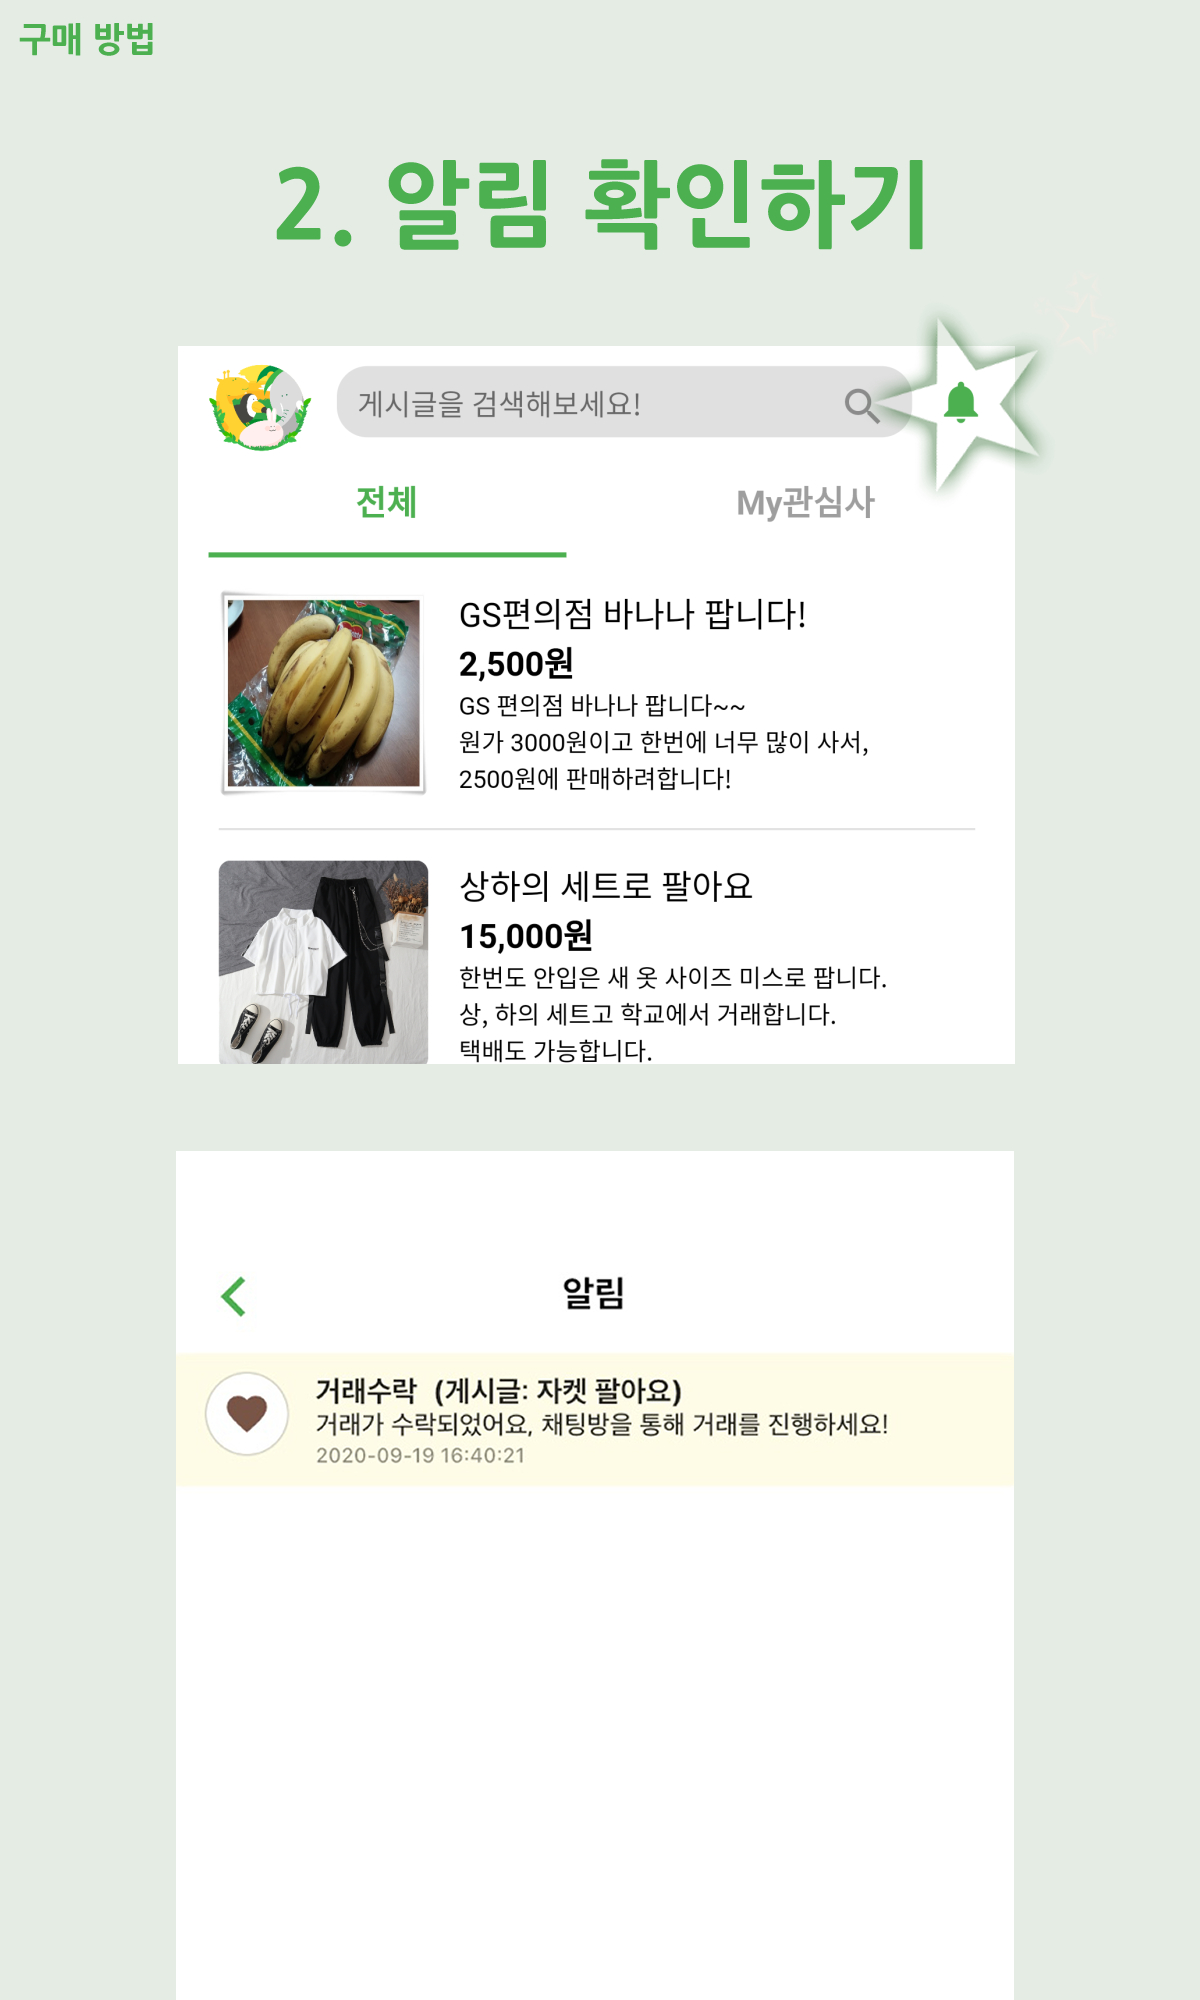 구매 방법
2. 알림 확인하기
게시글을 검색해보세요!
전체
My관심사
GS편의점 바나나 팝니다!
2,500원
GS 편의점 바나나 팝니다~~
원가 3000원이고 한번에 너무 많이 사서,
2500원에 판매하려합니다!
상하의 세트로 팔아요
15,000원
한번도 안입은 새 옷 사이즈 미스로 팝니다.
상, 하의 세트고 학교에서 거래합니다.
택배도 가능합니다.
알림
거래수락 (게시글: 자켓 팔아요)
거래가 수락되었어요, 채팅방을 통해 거래를 진행하세요!
2020-09-19 16:40:21